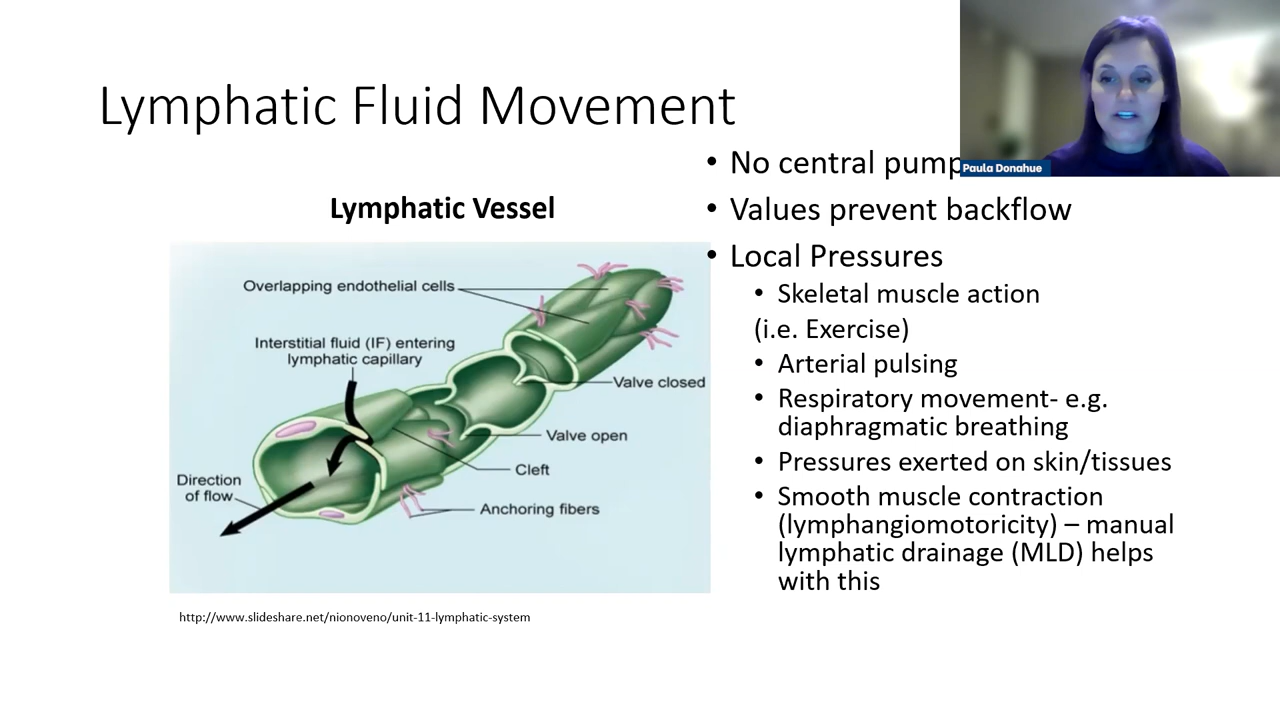 Lymphatic Fluid Movement
Paula Donahue
Lymphatic Vessel
Overlapping endothelial cells
Interstitial fluid (IF) entering
lymphatic capillary
Valve closed
Valve open
Cleft
Direction
of flow
Anchoring fibers
http://www.slideshare.net/nionoveno/unit-11-lymphatic-system
• No central pump
• Values prevent backflow
• Local Pressures
• Skeletal muscle action
(i.e. Exercise)
• Arterial pulsing
• Respiratory movement- e.g.
diaphragmatic breathing
• Pressures exerted on skin/tissues
• Smooth muscle contraction
(lymphangiomotoricity) – manual
lymphatic drainage (MLD) helps
with this